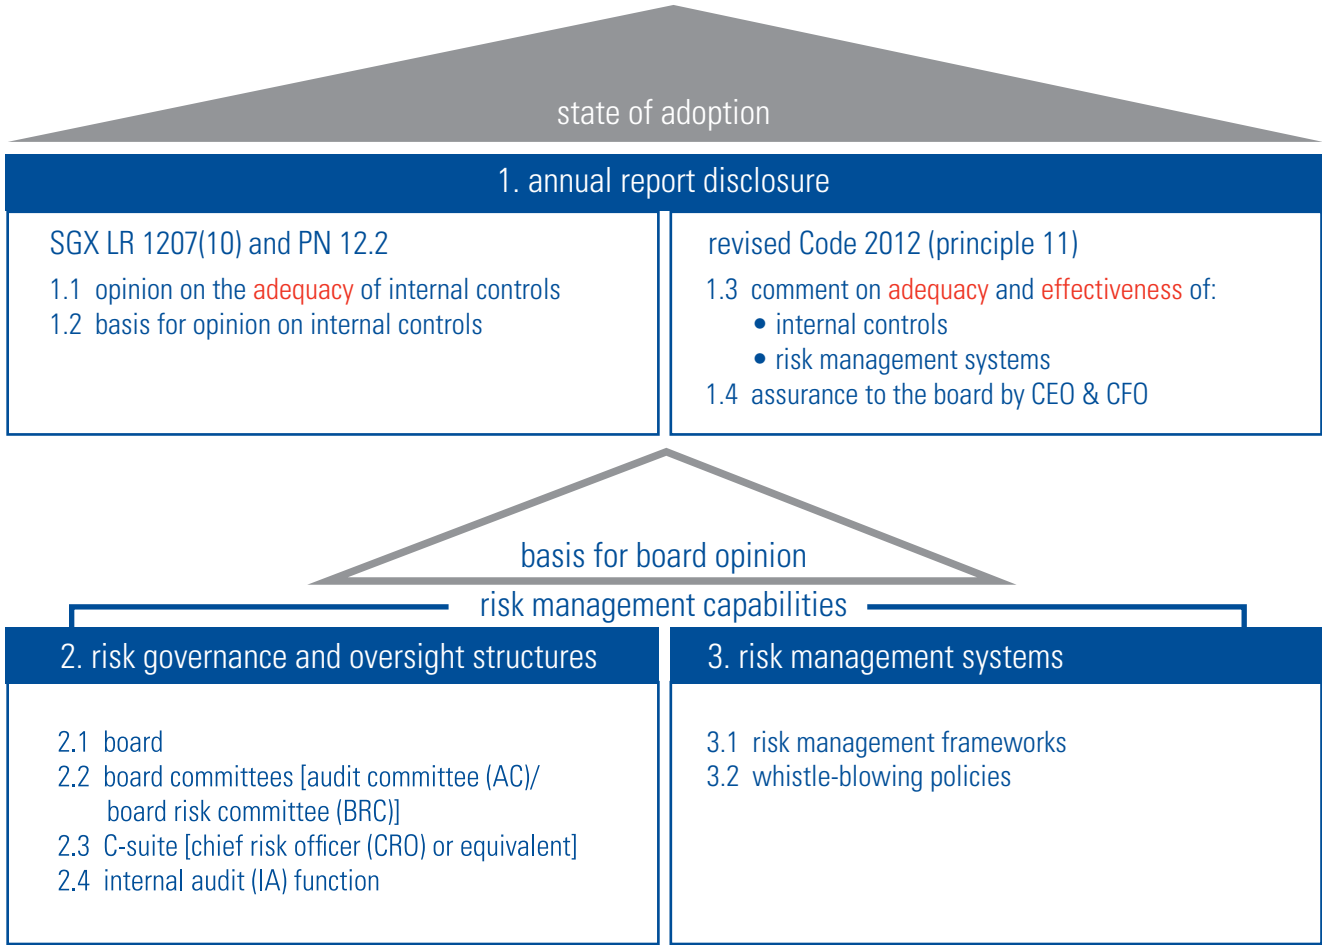 state of adoption
1. annual report disclosure
SGX LR 1207(10) and PN 12.2
1.1 opinion on the adequacy of internal controls
1.2 basis for opinion on internal controls
revised Code 2012 (principle 11)
1.3 comment on adequacy and effectiveness of:
• internal controls
• risk management systems
1.4 assurance to the board by CEO & CFO
basis for board opinion
risk management capabilities
2. risk governance and oversight structures
2.1 board
2.2 board committees [audit committee (AC)/
board risk committee (BRC)]
2.3 C-suite [chief risk officer (CRO) or equivalent]
2.4 internal audit (IA) function
3. risk management systems
3.1 risk management frameworks
3.2 whistle-blowing policies